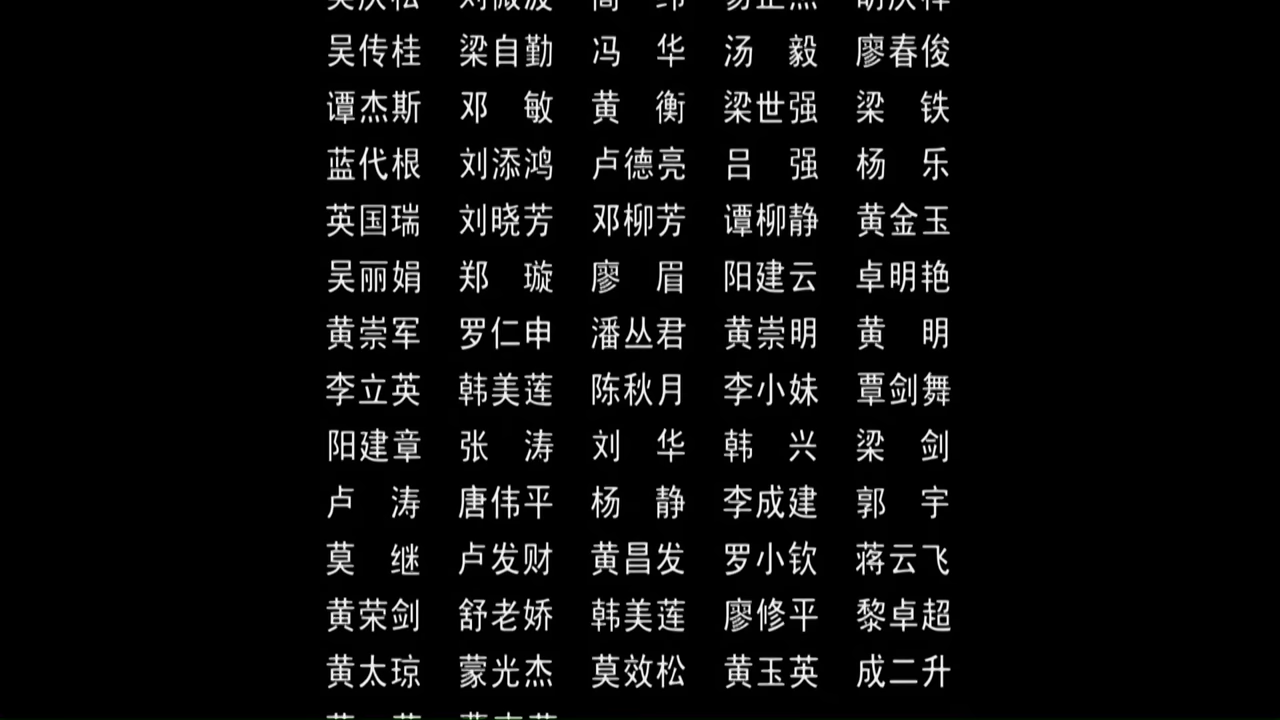 吴传桂 梁自勤 冯 华 汤 毅 廖春俊
谭杰斯 邓 敏 黄 衡 梁世强 梁 铁
蓝代根 刘添鸿 卢德亮 吕 强 杨 乐
英国瑞 刘晓芳 邓柳芳 谭柳静 黄金玉
吴丽娟 郑 璇 廖 眉 阳建云 卓明艳
黄崇军 罗仁申 潘丛君 黄崇明 黄 明
李立英 韩美莲 陈秋月 李小妹 覃剑舞
阳建章 张 涛 刘 华 韩 兴 梁 剑
卢 涛 唐伟平 杨 静 李成建 郭 宇
莫 继 卢发财 黄昌发 罗小钦 蒋云飞
黄荣剑 舒老娇 韩美莲 廖修平 黎卓超
黄太琼 蒙光杰 莫效松 黄玉英 成二升